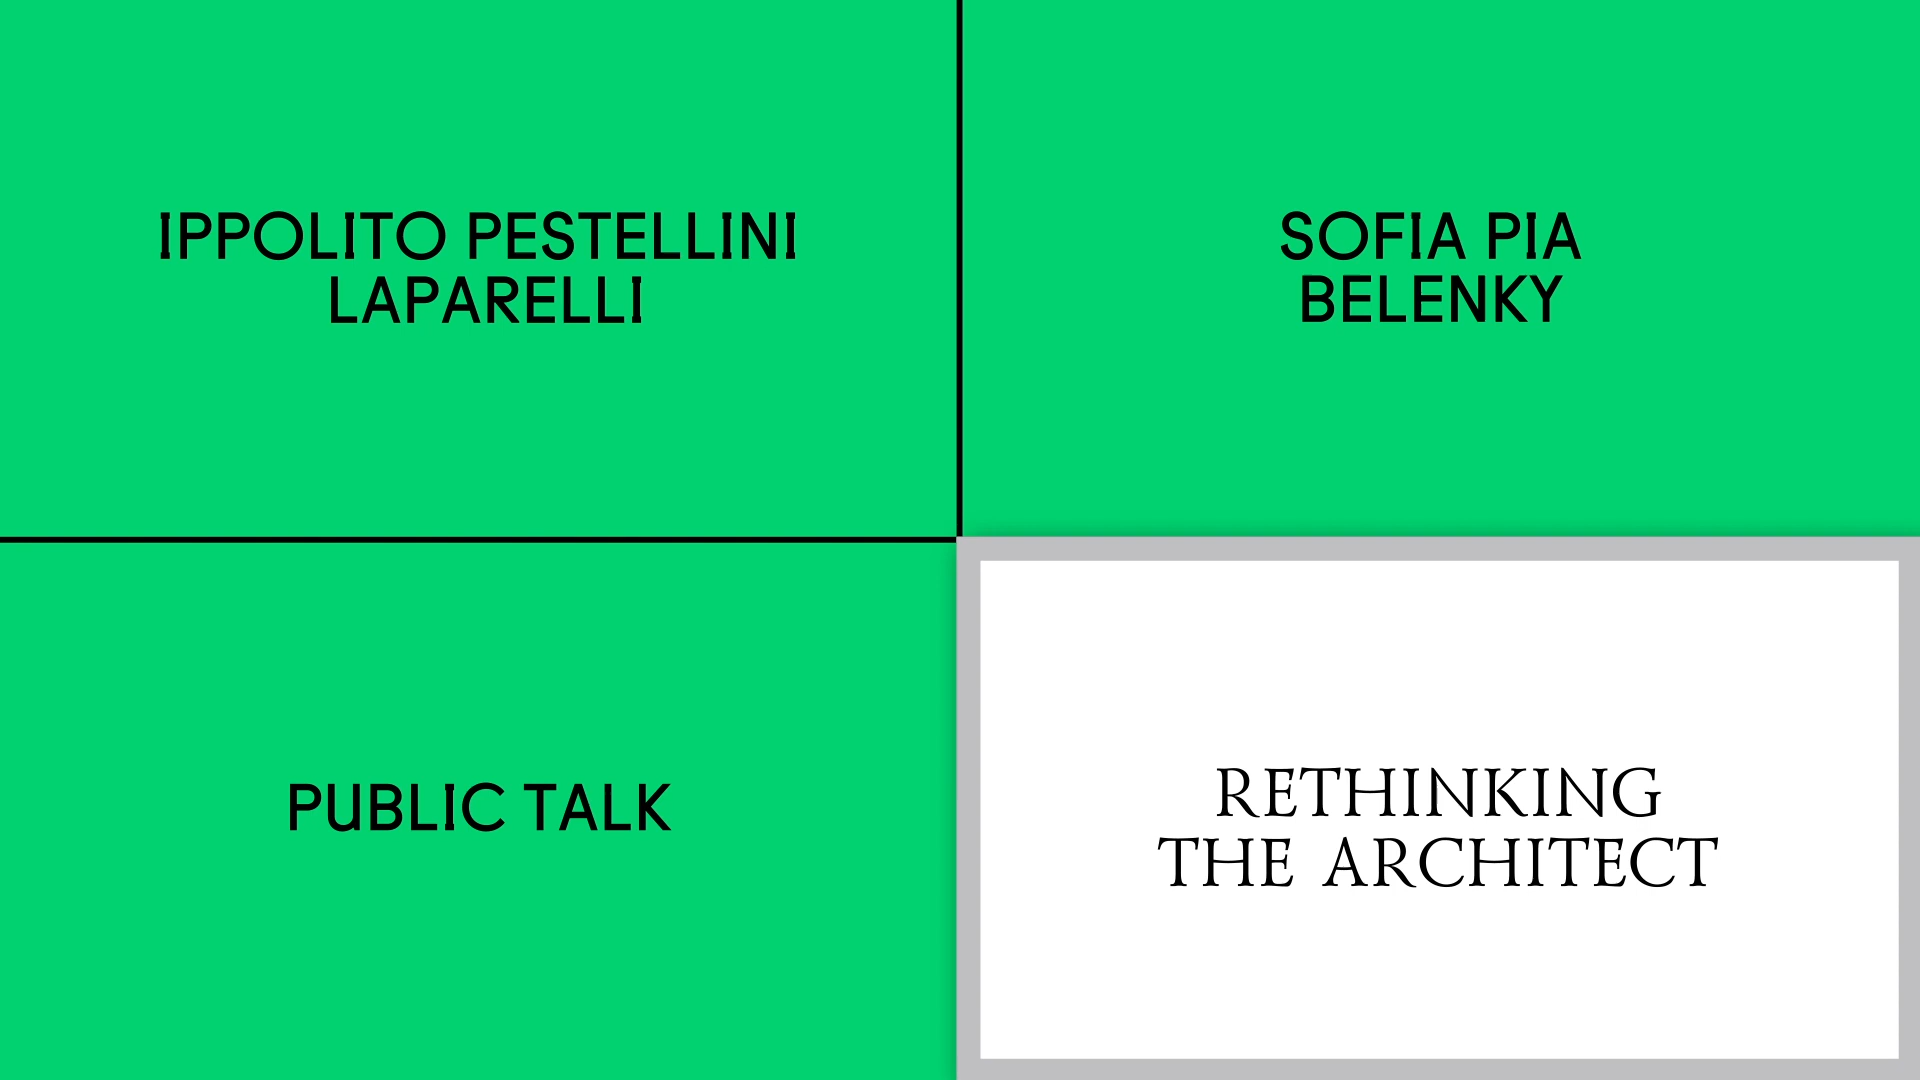 IPPOLITO PESTELLINI
LAPARELLI
SOFIA PIA
BELENKY
PUBLIC TALK
RETHINKING
THE ARCHITECT